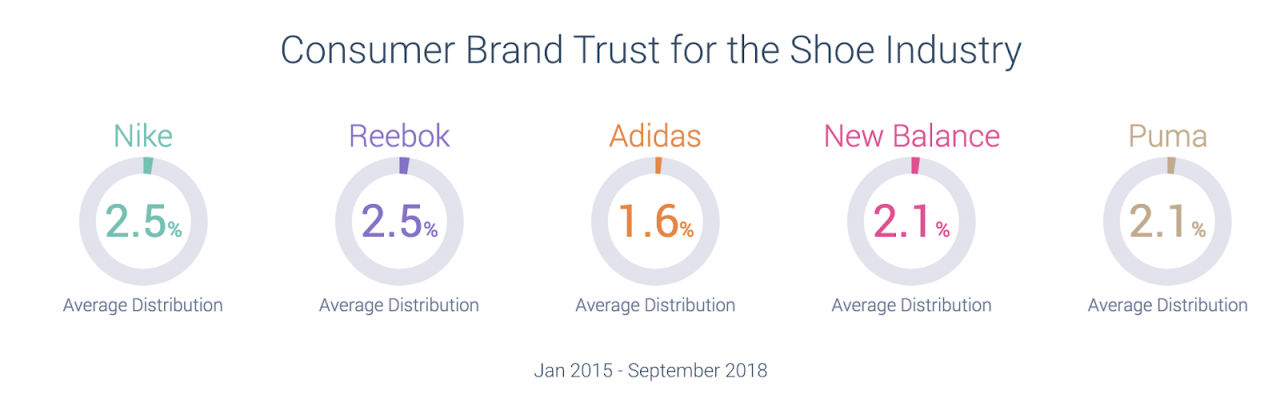 Consumer Brand Trust for the Shoe Industry
Nike
2.5%
Average Distribution
Reebok
2.5%
Average Distribution
Adidas
1.6%
Average Distribution
New Balance
2.1%
Average Distribution
Puma
2.1%
Average Distribution
Jan 2015 - September 2018